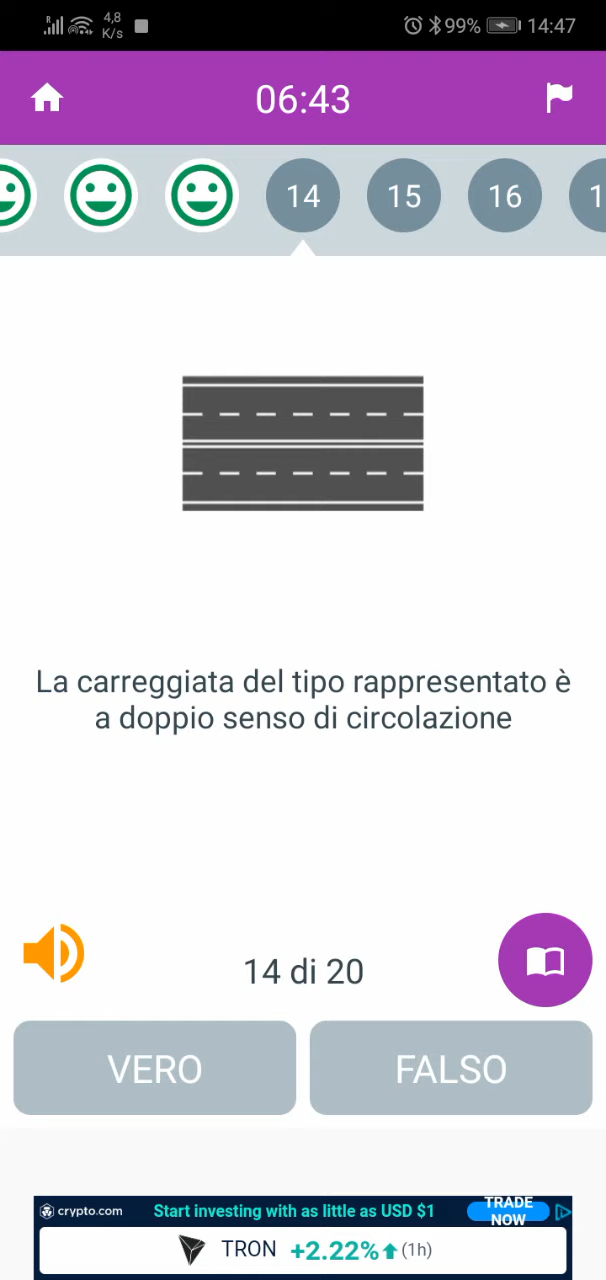 R 4,8 K/s 99% 14:47
06:43
14 15 16 1
La carreggiata del tipo rappresentato è
a doppio senso di circolazione
14 di 20
VERO FALSO
crypto.com Start investing with as little as USD $1 TRADE NOW
TRON +2.22% (1h)